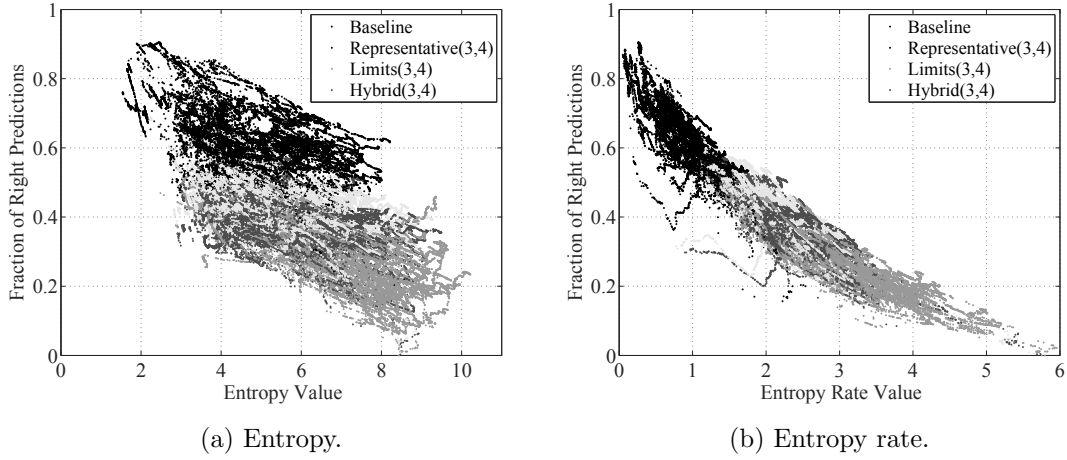 1
0.8
0.6
0.4
0.2
0
0 2 4 6 8 10
Fraction of Right Predictions
Entropy Value
Baseline
Representative(3,4)
Limits(3,4)
Hybrid(3,4)
(a) Entropy.
1
0.8
0.6
0.4
0.2
0
0 1 2 3 4 5 6
Fraction of Right Predictions
Entropy Rate Value
Baseline
Representative(3,4)
Limits(3,4)
Hybrid(3,4)
(b) Entropy rate.